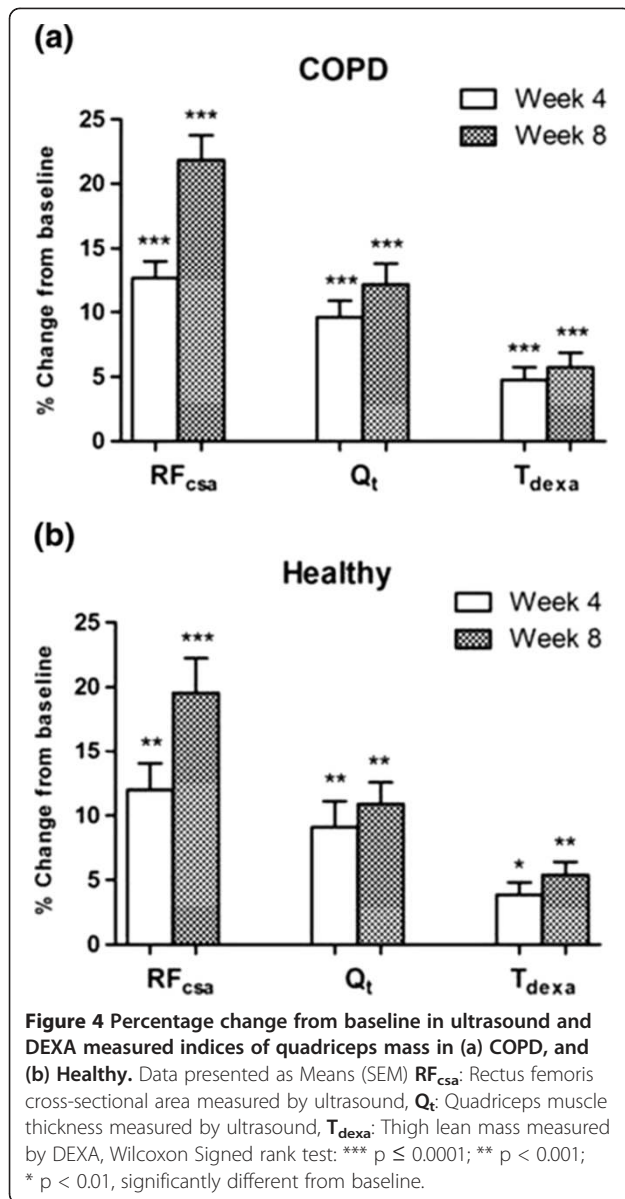 (a)
COPD
Week 4
Week 8
% Change from baseline
25
20
15
10
5
0
***
***
***
***
***
***
RFcsa
Qt
Tdexa
(b)
Healthy
Week 4
Week 8
% Change from baseline
25
20
15
10
5
0
**
***
**
**
*
**
RFcsa
Qt
Tdexa
Figure 4 Percentage change from baseline in ultrasound and
DEXA measured indices of quadriceps mass in (a) COPD, and
(b) Healthy. Data presented as Means (SEM) RFcsa: Rectus femoris
cross-sectional area measured by ultrasound, Qt: Quadriceps muscle
thickness measured by ultrasound, Tdexa: Thigh lean mass measured
by DEXA, Wilcoxon Signed rank test: *** p ≤ 0.0001; ** p < 0.001;
* p < 0.01, significantly different from baseline.